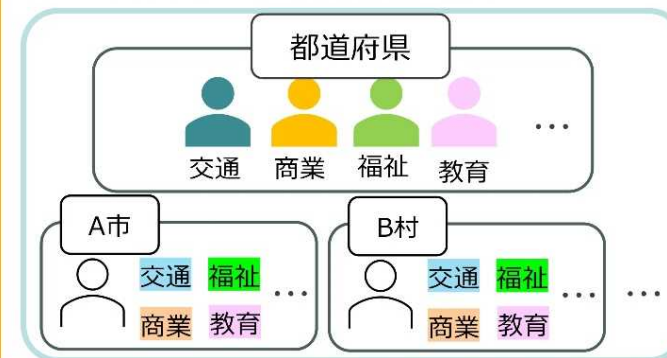 都道府県
交通 商業 福祉 教育 …
A市
交通 福祉 …
商業 教育
B村
交通 福祉 …
商業 教育
…